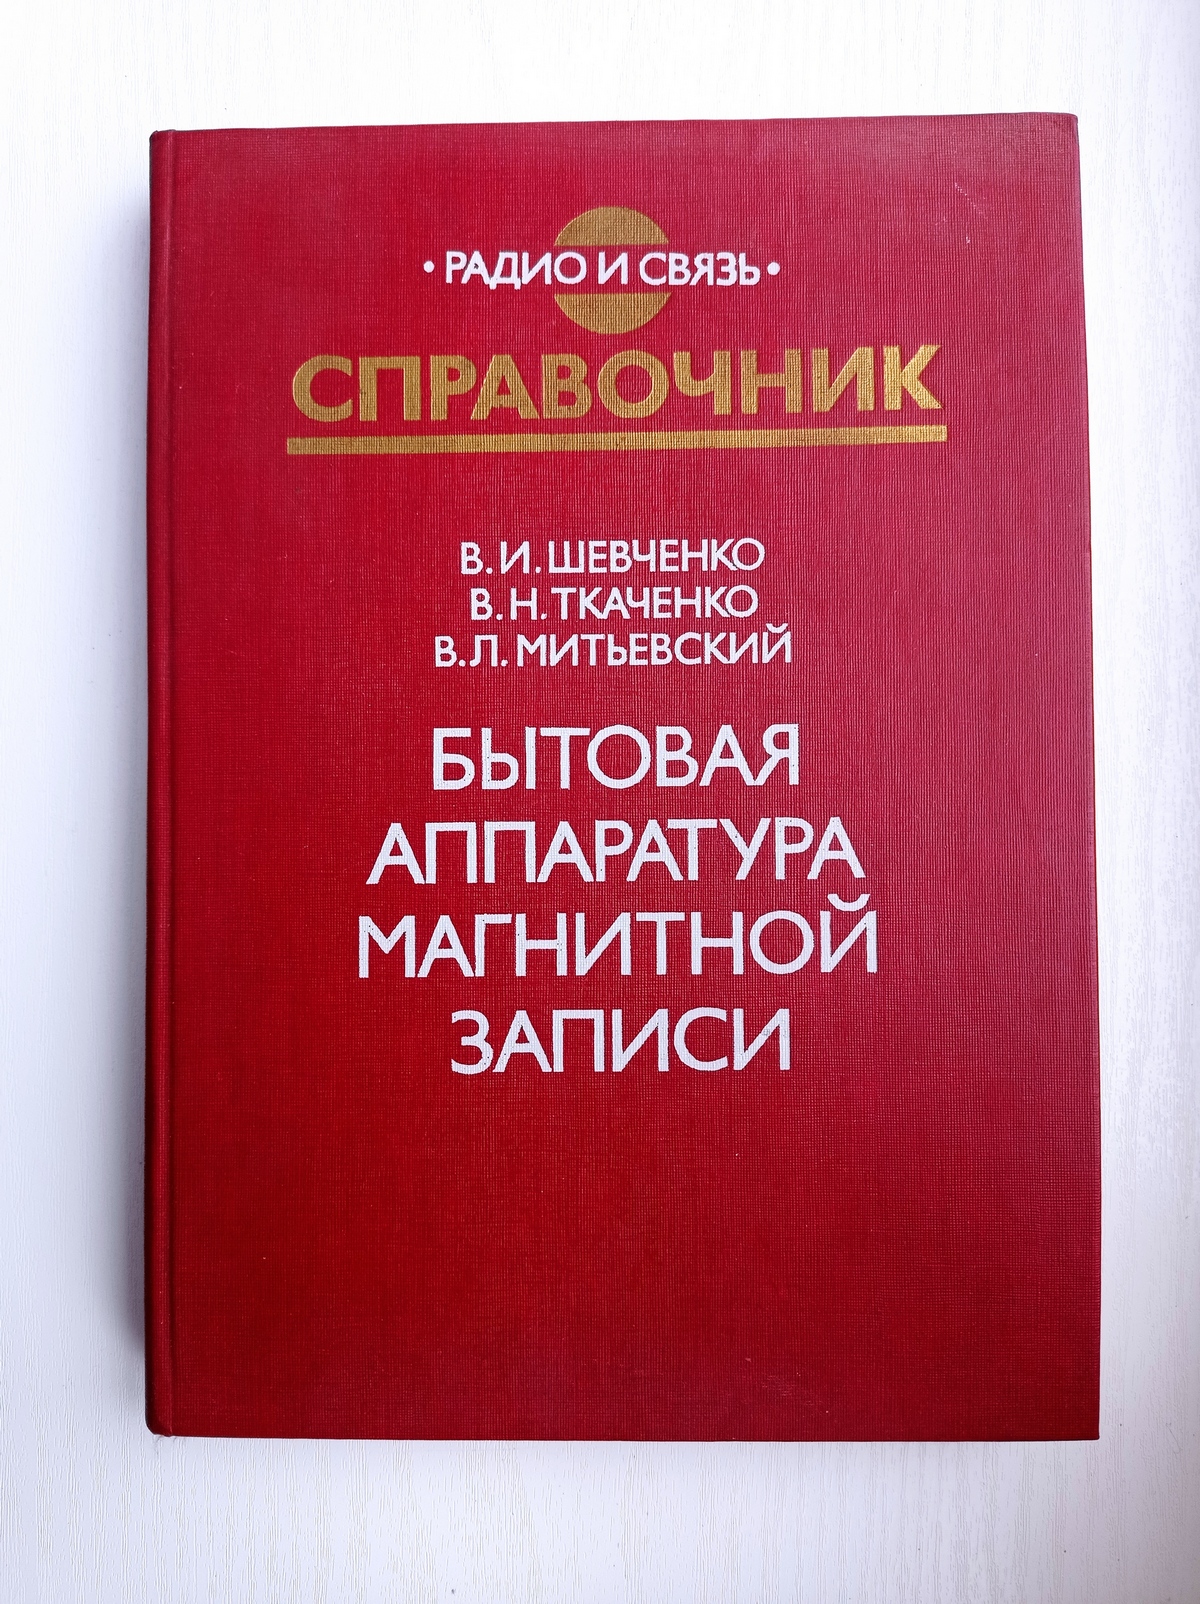 • РАДИО И СВЯЗЬ •
СПРАВОЧНИК
В.И.ШЕВЧЕНКО
В.Н.ТКАЧЕНКО
В.Л.МИТЬЕВСКИЙ
БЫТОВАЯ
АППАРАТУРА
МАГНИТНОЙ
ЗАПИСИ